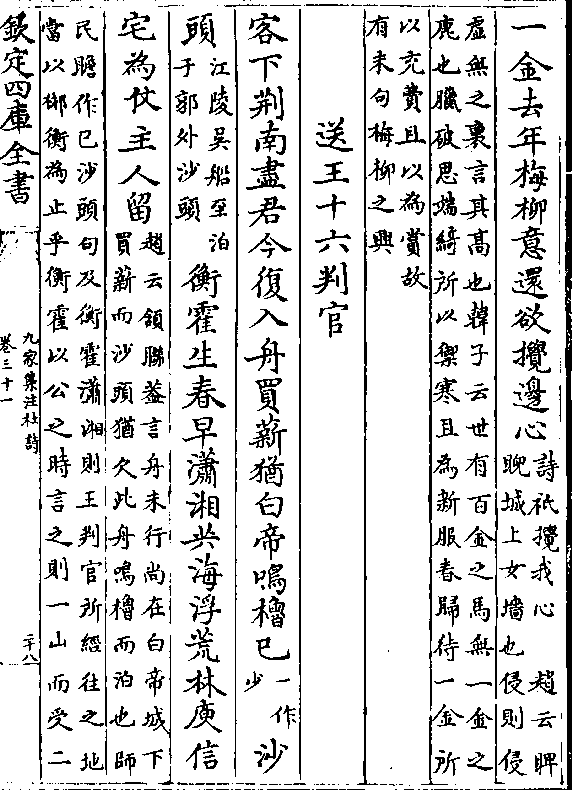 一金去年梅柳意還欲攪邊心詩祇攪我心　趙云睥
睨城上女墻也侵則侵
虛無之裏言其高也韓子云世有百金之馬無一金之
鹿也臘破思端綺所以禦寒且為新服春歸待一金所
以充費且以為賞故
有末句梅柳之興
送王十六判官
客下荆南盡君今復入舟買薪猶白帝鳴櫓已一作
少沙
頭江陵吳船至泊
于郭外沙頭衡霍生春早瀟湘共海浮荒林庾信
宅為仗主人留趙云領聯葢言舟未行尚在白帝城下
買薪而沙頭猶欠此舟鳴櫓而泊也師
民瞻作已沙頭句及衡霍瀟湘則王判官所經往之地
當以郴衡為止乎衡霍以公之時言之則一山而受二
欽定四庫全書
九家集注杜詩
卷三十一
二十八